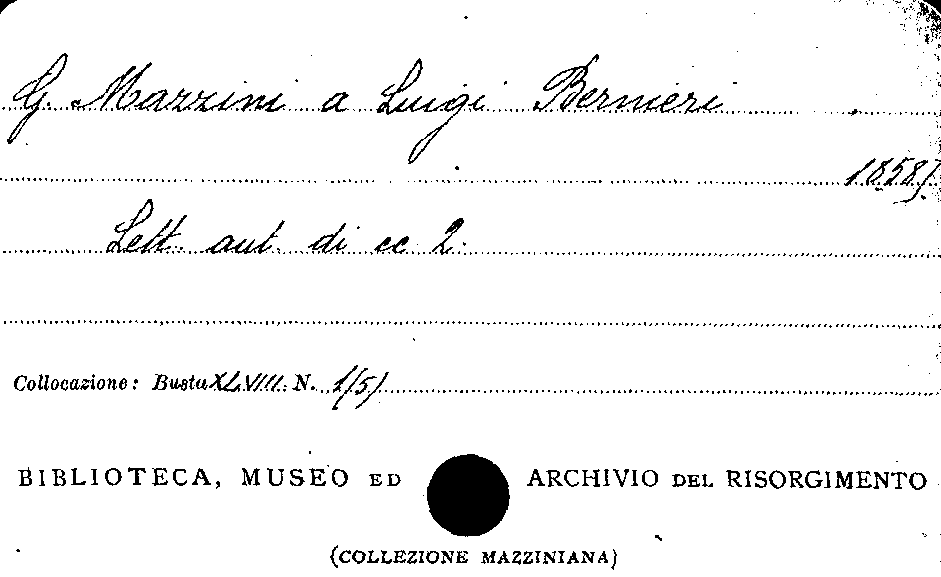 G. Mazzini a Luigi Bernieri
1858]
Lett. aut. di cc. 2.
Collocazione: Busta XLVIII. N. 1(5)
BIBLIOTECA, MUSEO ED ARCHIVIO DEL RISORGIMENTO
(COLLEZIONE MAZZINIANA)